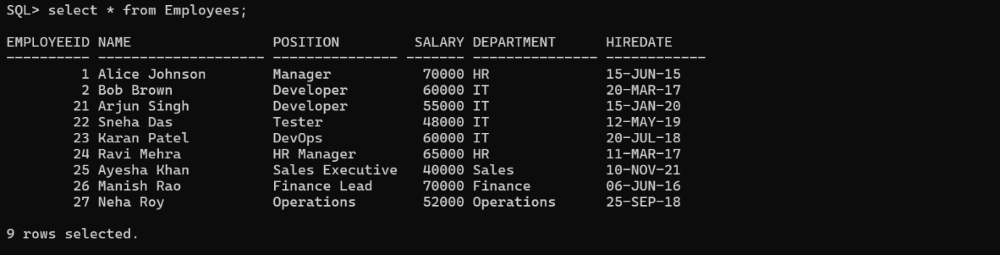 SQL> select * from Employees;
EMPLOYEEID NAME                 POSITION         SALARY DEPARTMENT      HIREDATE
---------- -------------------- --------------- ------- --------------- ------------
         1 Alice Johnson        Manager           70000 HR              15-JUN-15
         2 Bob Brown            Developer         60000 IT              20-MAR-17
        21 Arjun Singh          Developer         55000 IT              15-JAN-20
        22 Sneha Das            Tester            48000 IT              12-MAY-19
        23 Karan Patel          DevOps            60000 IT              20-JUL-18
        24 Ravi Mehra           HR Manager        65000 HR              11-MAR-17
        25 Ayesha Khan          Sales Executive   40000 Sales           10-NOV-21
        26 Manish Rao           Finance Lead      70000 Finance         06-JUN-16
        27 Neha Roy             Operations        52000 Operations      25-SEP-18
9 rows selected.